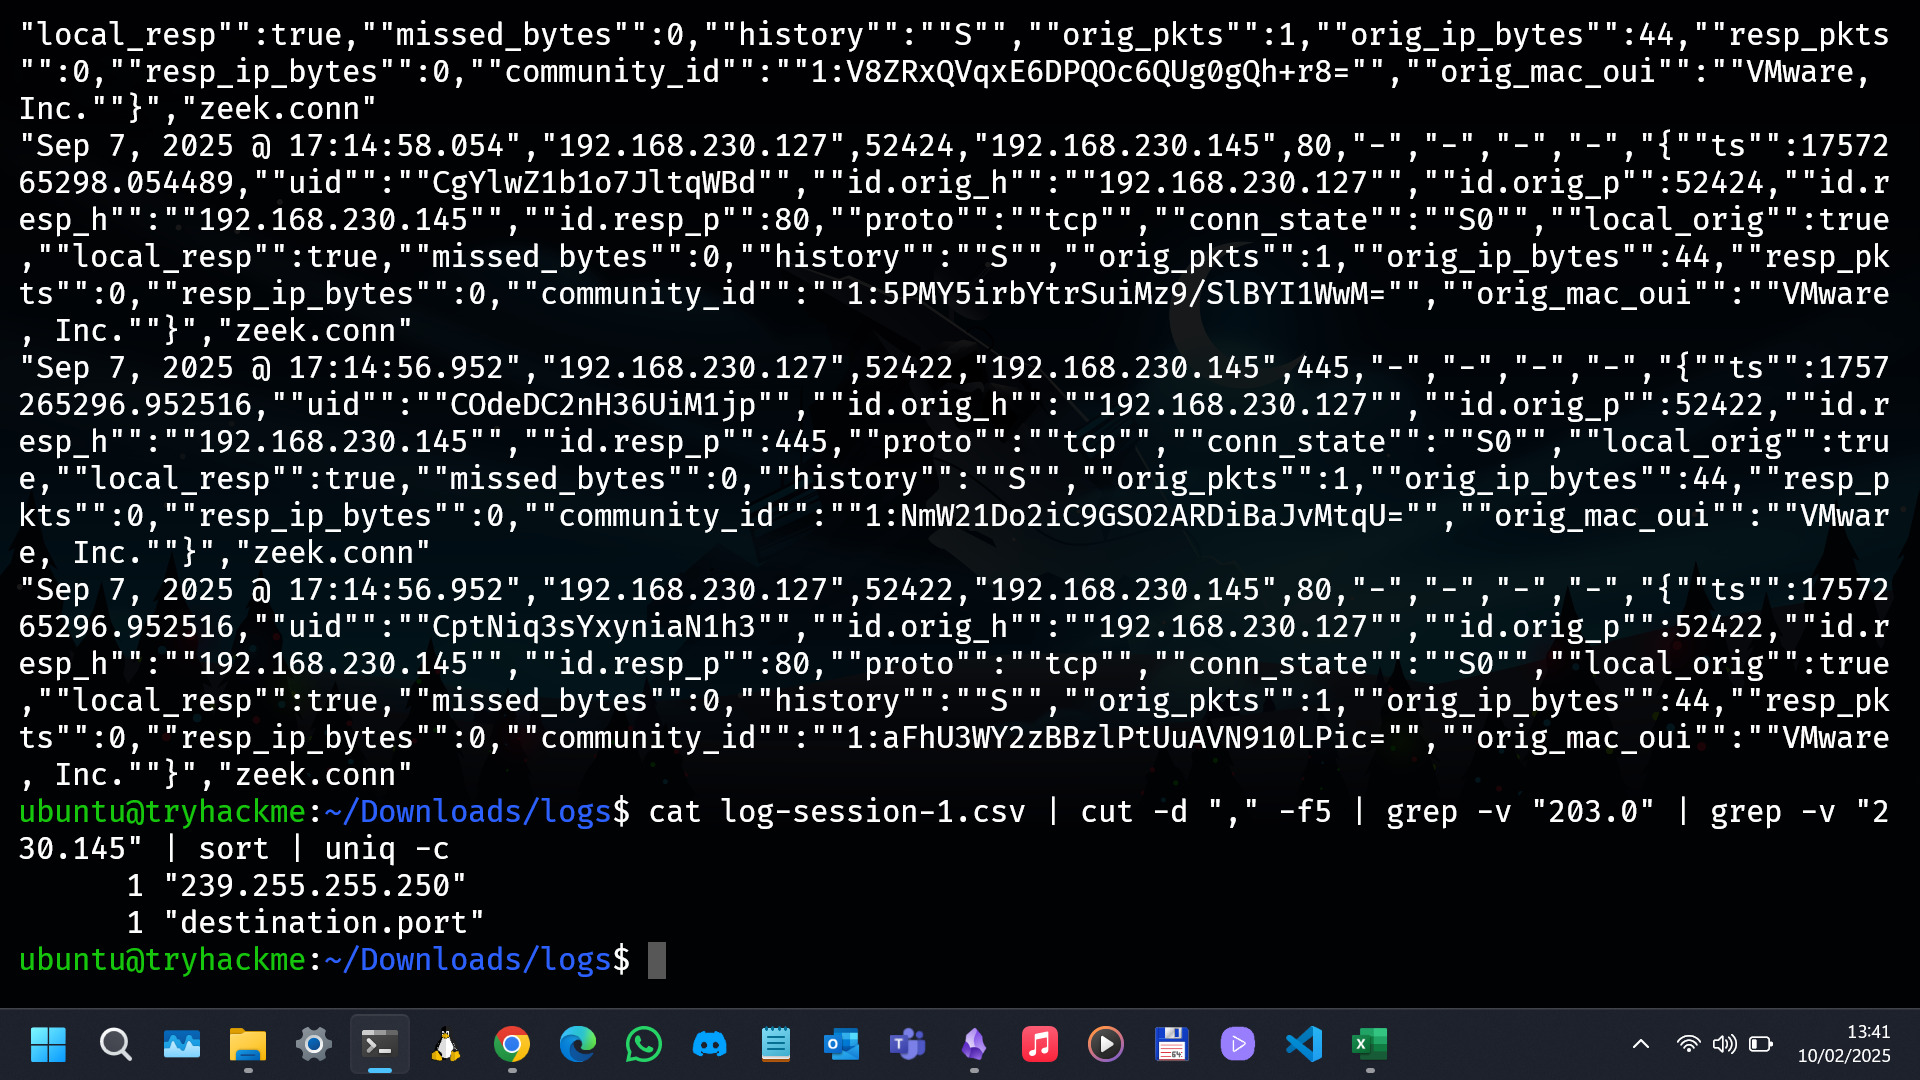 "local_resp"":true,""missed_bytes"":0,""history"":""S"",""orig_pkts"":1,""orig_ip_bytes"":44,""resp_pkts
"":0,""resp_ip_bytes"":0,""community_id"":""1:V8ZRxQVqxE6DPQOc6QUg0gQh+r8="",""orig_mac_oui"":""VMware,
Inc.""}","zeek.conn"
"Sep 7, 2025 @ 17:14:58.054","192.168.230.127",52424,"192.168.230.145",80,"-","-","-","-","{""ts"":17572
65298.054489,""uid"":""CgYlwZ1b1o7JltqWBd"",""id.orig_h"":""192.168.230.127"",""id.orig_p"":52424,""id.r
esp_h"":""192.168.230.145"",""id.resp_p"":80,""proto"":""tcp"",""conn_state"":""S0"",""local_orig"":true
,""local_resp"":true,""missed_bytes"":0,""history"":""S"",""orig_pkts"":1,""orig_ip_bytes"":44,""resp_pk
ts"":0,""resp_ip_bytes"":0,""community_id"":""1:5PMY5irbYtrSuiMz9/SlBYI1WwM="",""orig_mac_oui"":""VMware
, Inc.""}","zeek.conn"
"Sep 7, 2025 @ 17:14:56.952","192.168.230.127",52422,"192.168.230.145",445,"-","-","-","-","{""ts"":1757
265296.952516,""uid"":""COdeDC2nH36UiM1jp"",""id.orig_h"":""192.168.230.127"",""id.orig_p"":52422,""id.r
esp_h"":""192.168.230.145"",""id.resp_p"":445,""proto"":""tcp"",""conn_state"":""S0"",""local_orig"":tru
e,""local_resp"":true,""missed_bytes"":0,""history"":""S"",""orig_pkts"":1,""orig_ip_bytes"":44,""resp_p
kts"":0,""resp_ip_bytes"":0,""community_id"":""1:NmW21Do2iC9GSO2ARDiBaJvMtqU="",""orig_mac_oui"":""VMwar
e, Inc.""}","zeek.conn"
"Sep 7, 2025 @ 17:14:56.952","192.168.230.127",52422,"192.168.230.145",80,"-","-","-","-","{""ts"":17572
65296.952516,""uid"":""CptNiq3sYxyniaN1h3"",""id.orig_h"":""192.168.230.127"",""id.orig_p"":52422,""id.r
esp_h"":""192.168.230.145"",""id.resp_p"":80,""proto"":""tcp"",""conn_state"":""S0"",""local_orig"":true
,""local_resp"":true,""missed_bytes"":0,""history"":""S"",""orig_pkts"":1,""orig_ip_bytes"":44,""resp_pk
ts"":0,""resp_ip_bytes"":0,""community_id"":""1:aFhU3WY2zBBzlPtUuAVN910LPic="",""orig_mac_oui"":""VMware
, Inc.""}","zeek.conn"
ubuntu@tryhackme:~/Downloads/logs$ cat log-session-1.csv | cut -d "," -f5 | grep -v "203.0" | grep -v "2
30.145" | sort | uniq -c
      1 "239.255.255.250"
      1 "destination.port"
ubuntu@tryhackme:~/Downloads/logs$
13:41
10/02/2025